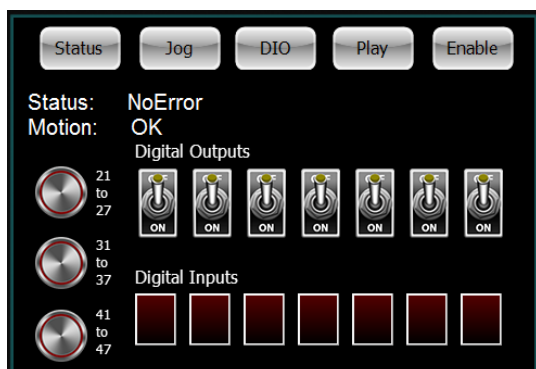 Status Jog DIO Play Enable
Status: NoError
Motion: OK
Digital Outputs
21
to
27
ON ON ON ON ON ON ON
31
to
37
Digital Inputs
41
to
47